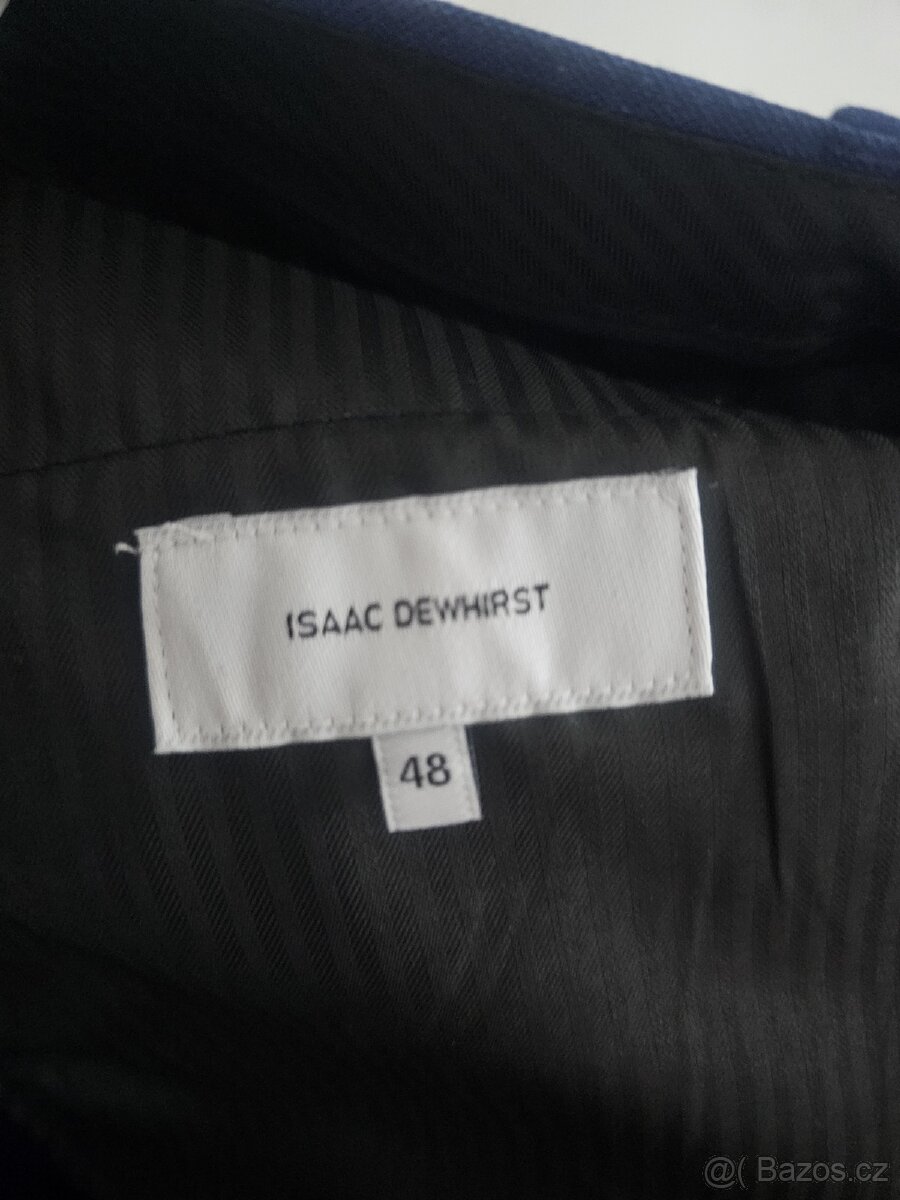 ISAAC DEWHIRST
48
@( Bazos.cz